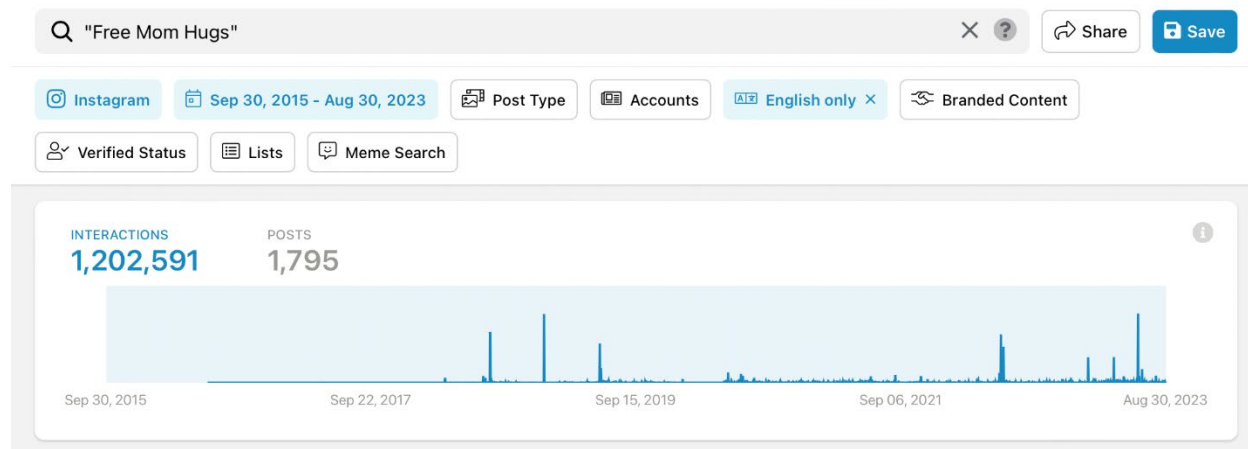 "Free Mom Hugs"
Share
Save
Instagram
Sep 30, 2015 - Aug 30, 2023
Post Type
Accounts
English only
Branded Content
Verified Status
Lists
Meme Search
INTERACTIONS
POSTS
1,202,591
1,795
Sep 30, 2015
Sep 22, 2017
Sep 15, 2019
Sep 06, 2021
Aug 30, 2023